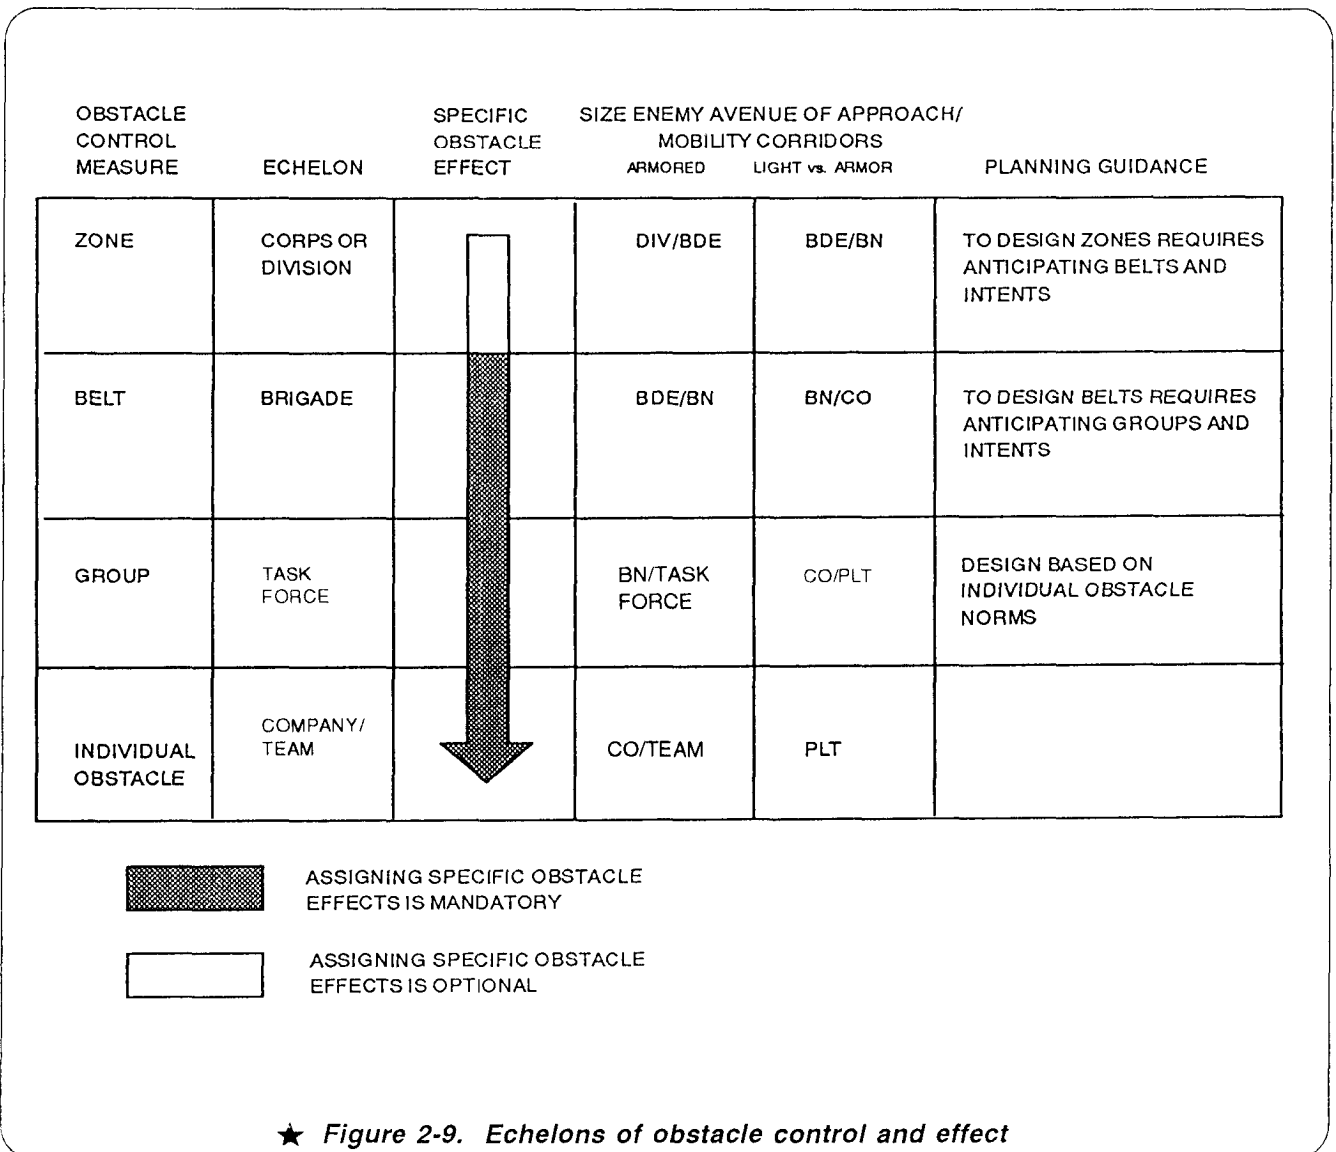 OBSTACLE
CONTROL
MEASURE
ECHELON
SPECIFIC
OBSTACLE
EFFECT
SIZE ENEMY AVENUE OF APPROACH/
MOBILITY CORRIDORS
ARMORED
LIGHT vs. ARMOR
PLANNING GUIDANCE
ZONE
CORPS OR
DIVISION
DIV/BDE
BDE/BN
TO DESIGN ZONES REQUIRES
ANTICIPATING BELTS AND
INTENTS
BELT
BRIGADE
BDE/BN
BN/CO
TO DESIGN BELTS REQUIRES
ANTICIPATING GROUPS AND
INTENTS
GROUP
TASK
FORCE
BN/TASK
FORCE
CO/PLT
DESIGN BASED ON
INDIVIDUAL OBSTACLE
NORMS
INDIVIDUAL
OBSTACLE
COMPANY/
TEAM
CO/TEAM
PLT
ASSIGNING SPECIFIC OBSTACLE
EFFECTS IS MANDATORY
ASSIGNING SPECIFIC OBSTACLE
EFFECTS IS OPTIONAL
★ Figure 2-9. Echelons of obstacle control and effect